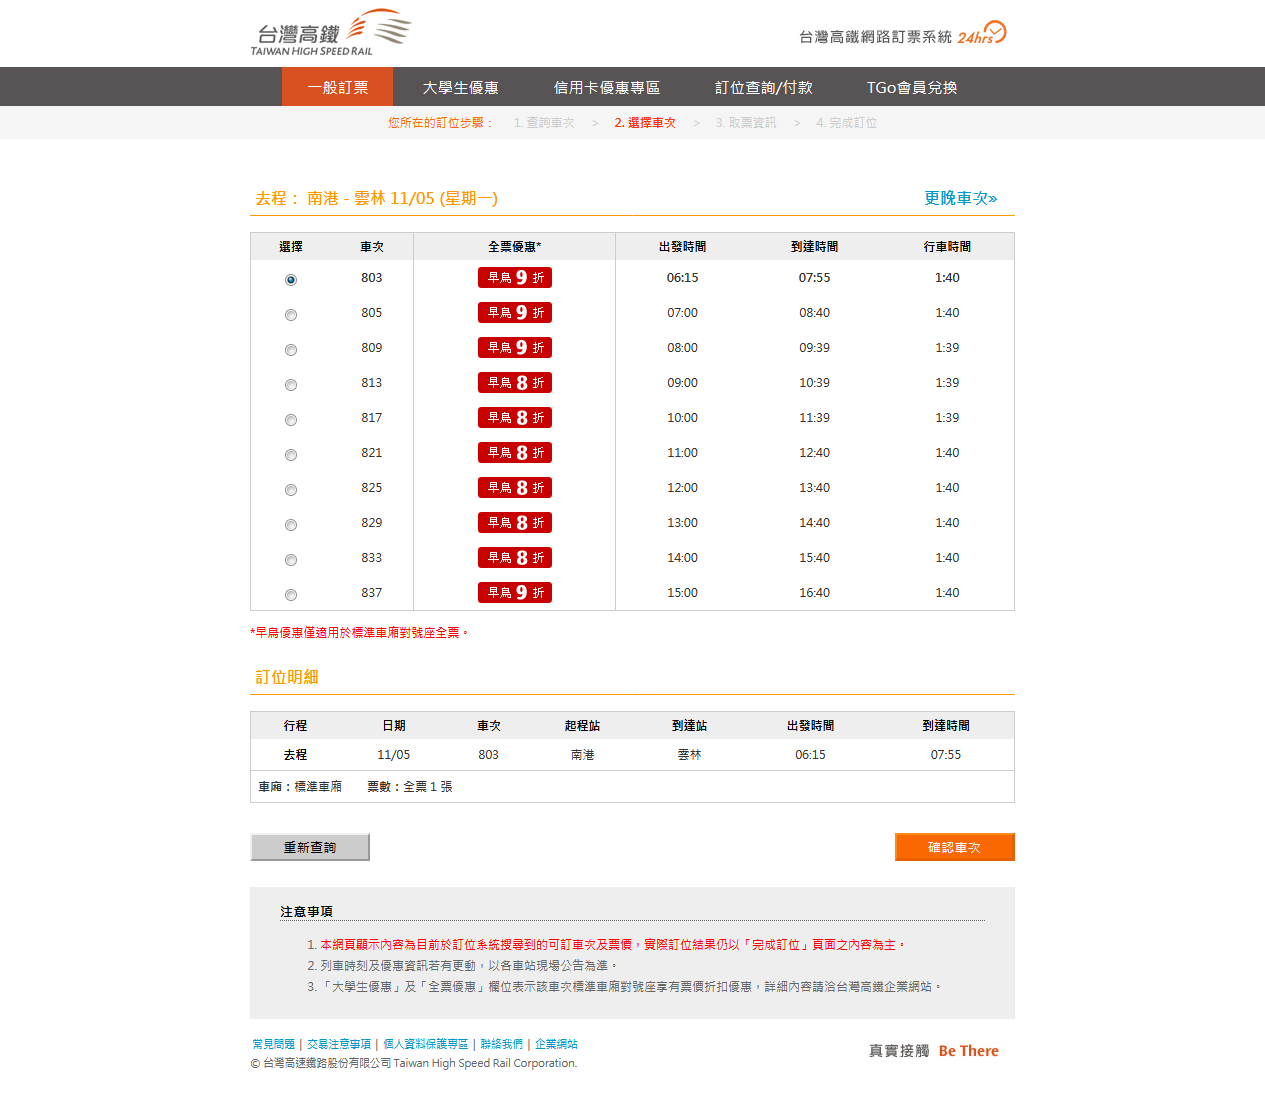 台灣高鐵
TAIWAN HIGH SPEED RAIL
台灣高鐵網路訂票系統 24hrs
一般訂票 大學生優惠 信用卡優惠專區 訂位查詢/付款 TGo會員兌換
您所在的訂位步驟： 1. 查詢車次 > 2. 選擇車次 > 3. 取票資訊 > 4. 完成訂位
去程： 南港 - 雲林 11/05 (星期一) 更晚車次»
選擇 車次 全票優惠* 出發時間 到達時間 行車時間
803 早鳥 9 折 06:15 07:55 1:40
805 早鳥 9 折 07:00 08:40 1:40
809 早鳥 9 折 08:00 09:39 1:39
813 早鳥 8 折 09:00 10:39 1:39
817 早鳥 8 折 10:00 11:39 1:39
821 早鳥 8 折 11:00 12:40 1:40
825 早鳥 8 折 12:00 13:40 1:40
829 早鳥 8 折 13:00 14:40 1:40
833 早鳥 8 折 14:00 15:40 1:40
837 早鳥 9 折 15:00 16:40 1:40
*早鳥優惠僅適用於標準車廂對號座全票。
訂位明細
行程 日期 車次 起程站 到達站 出發時間 到達時間
去程 11/05 803 南港 雲林 06:15 07:55
車廂：標準車廂 票數：全票 1 張
重新查詢 確認車次
注意事項
1. 本網頁顯示內容為目前於訂位系統搜尋到的可訂車次及票價，實際訂位結果仍以「完成訂位」頁面之內容為主。
2. 列車時刻及優惠資訊若有更動，以各車站現場公告為準。
3. 「大學生優惠」及「全票優惠」欄位表示該車次標準車廂對號座享有票價折扣優惠，詳細內容請洽台灣高鐵企業網站。
常見問題 | 交易注意事項 | 個人資料保護專區 | 聯絡我們 | 企業網站
© 台灣高速鐵路股份有限公司 Taiwan High Speed Rail Corporation.
真實接觸 Be There